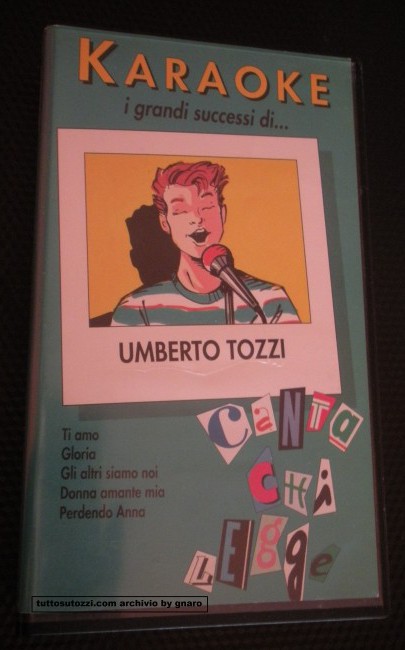 KARAOKE
i grandi successi di...
UMBERTO TOZZI
CANTA
CHi
LEgge
Ti amo
Gloria
Gli altri siamo noi
Donna amante mia
Perdendo Anna
tuttosutozzi.com archivio by gnaro